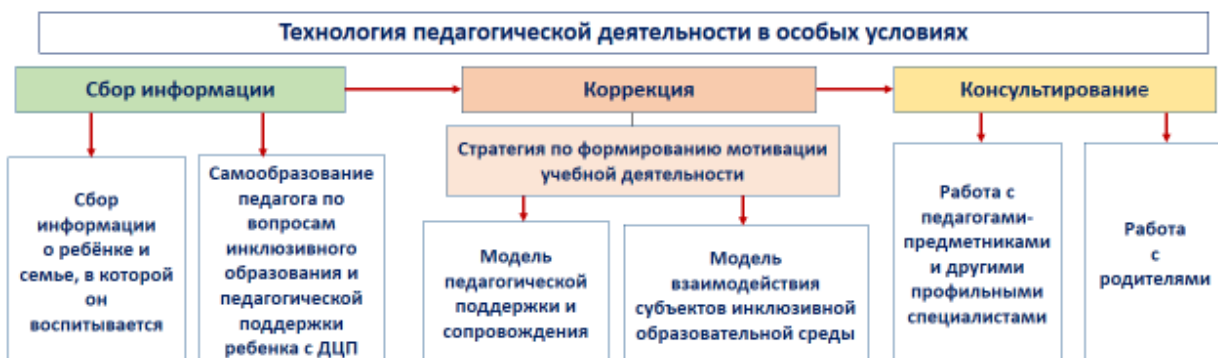 Технология педагогической деятельности в особых условиях
Сбор информации
Коррекция
Консультирование
Стратегия по формированию мотивации
учебной деятельности
Сбор
информации
о ребёнке и
семье, в которой
он
воспитывается
Самообразование
педагога по
вопросам
инклюзивного
образования и
педагогической
поддержки
ребенка с ДЦП
Модель
педагогической
поддержки и
сопровождения
Модель
взаимодействия
субъектов инклюзивной
образовательной среды
Работа с
педагогами-
предметниками
и другими
профильными
специалистами
Работа
с
родителями